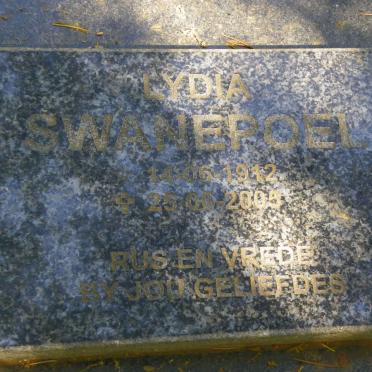 LYDIA
SWANEPOEL
14-06-1912
RUS EN VREDE
BY JOU GELIEFDES